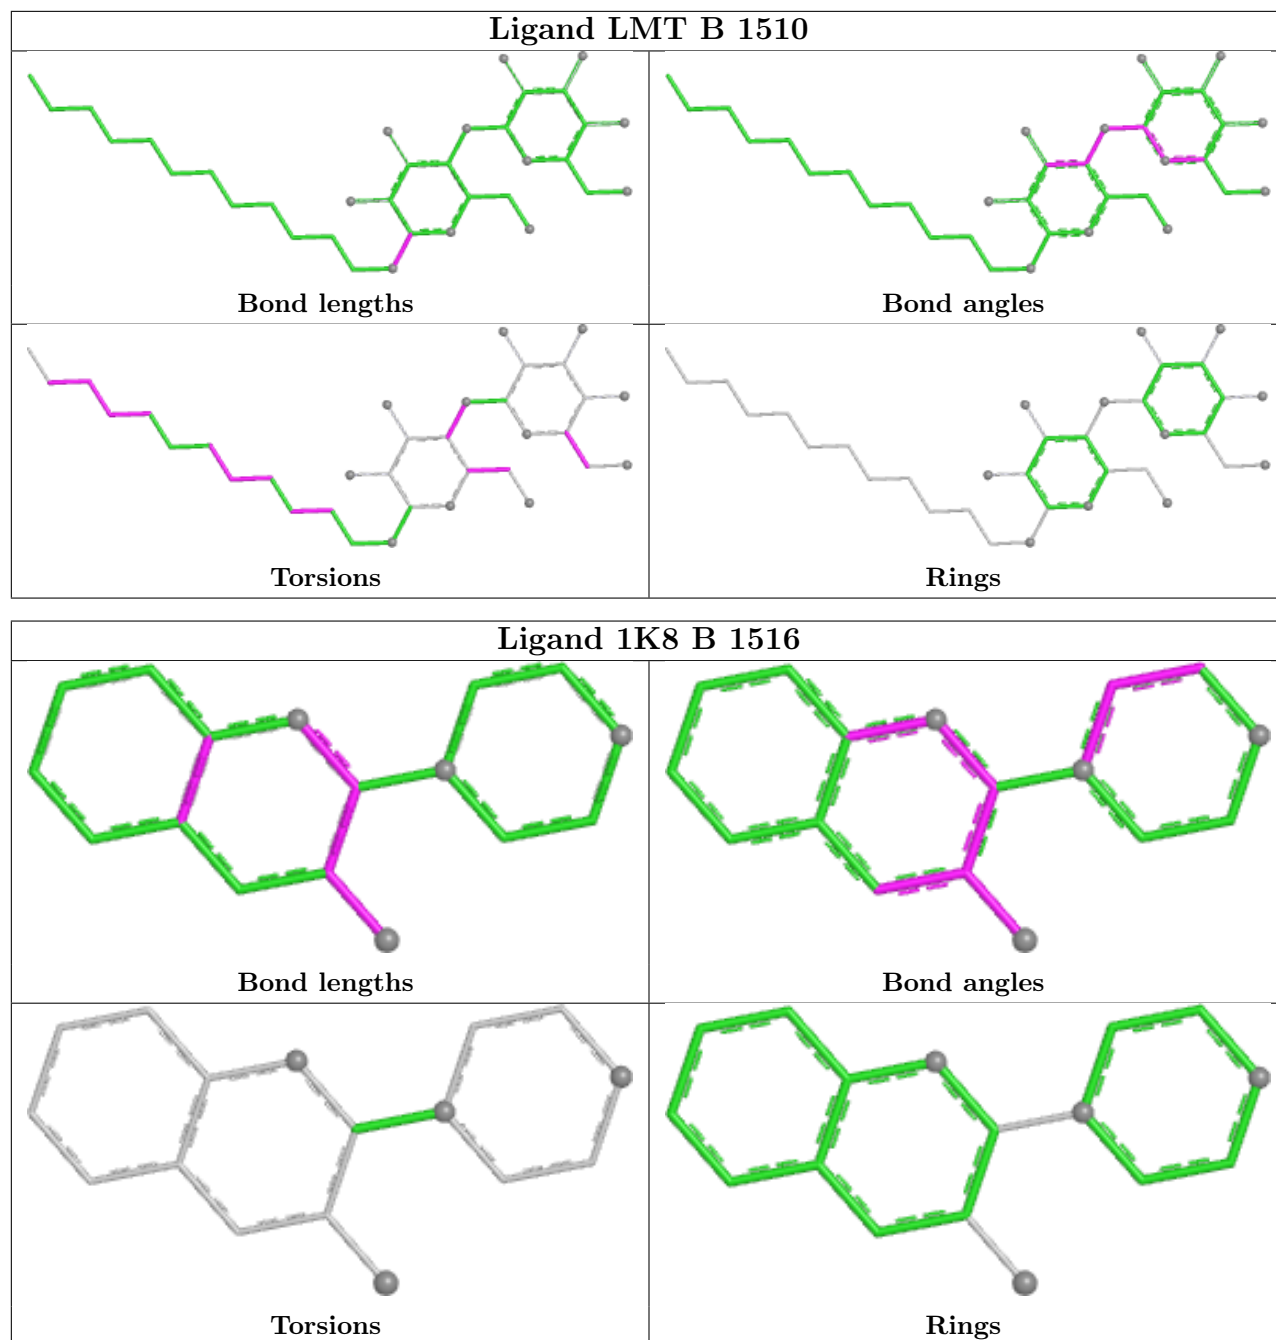 Ligand LMT B 1510
Bond lengths
Bond angles
Torsions
Rings
Ligand 1K8 B 1516
Bond lengths
Bond angles
Torsions
Rings